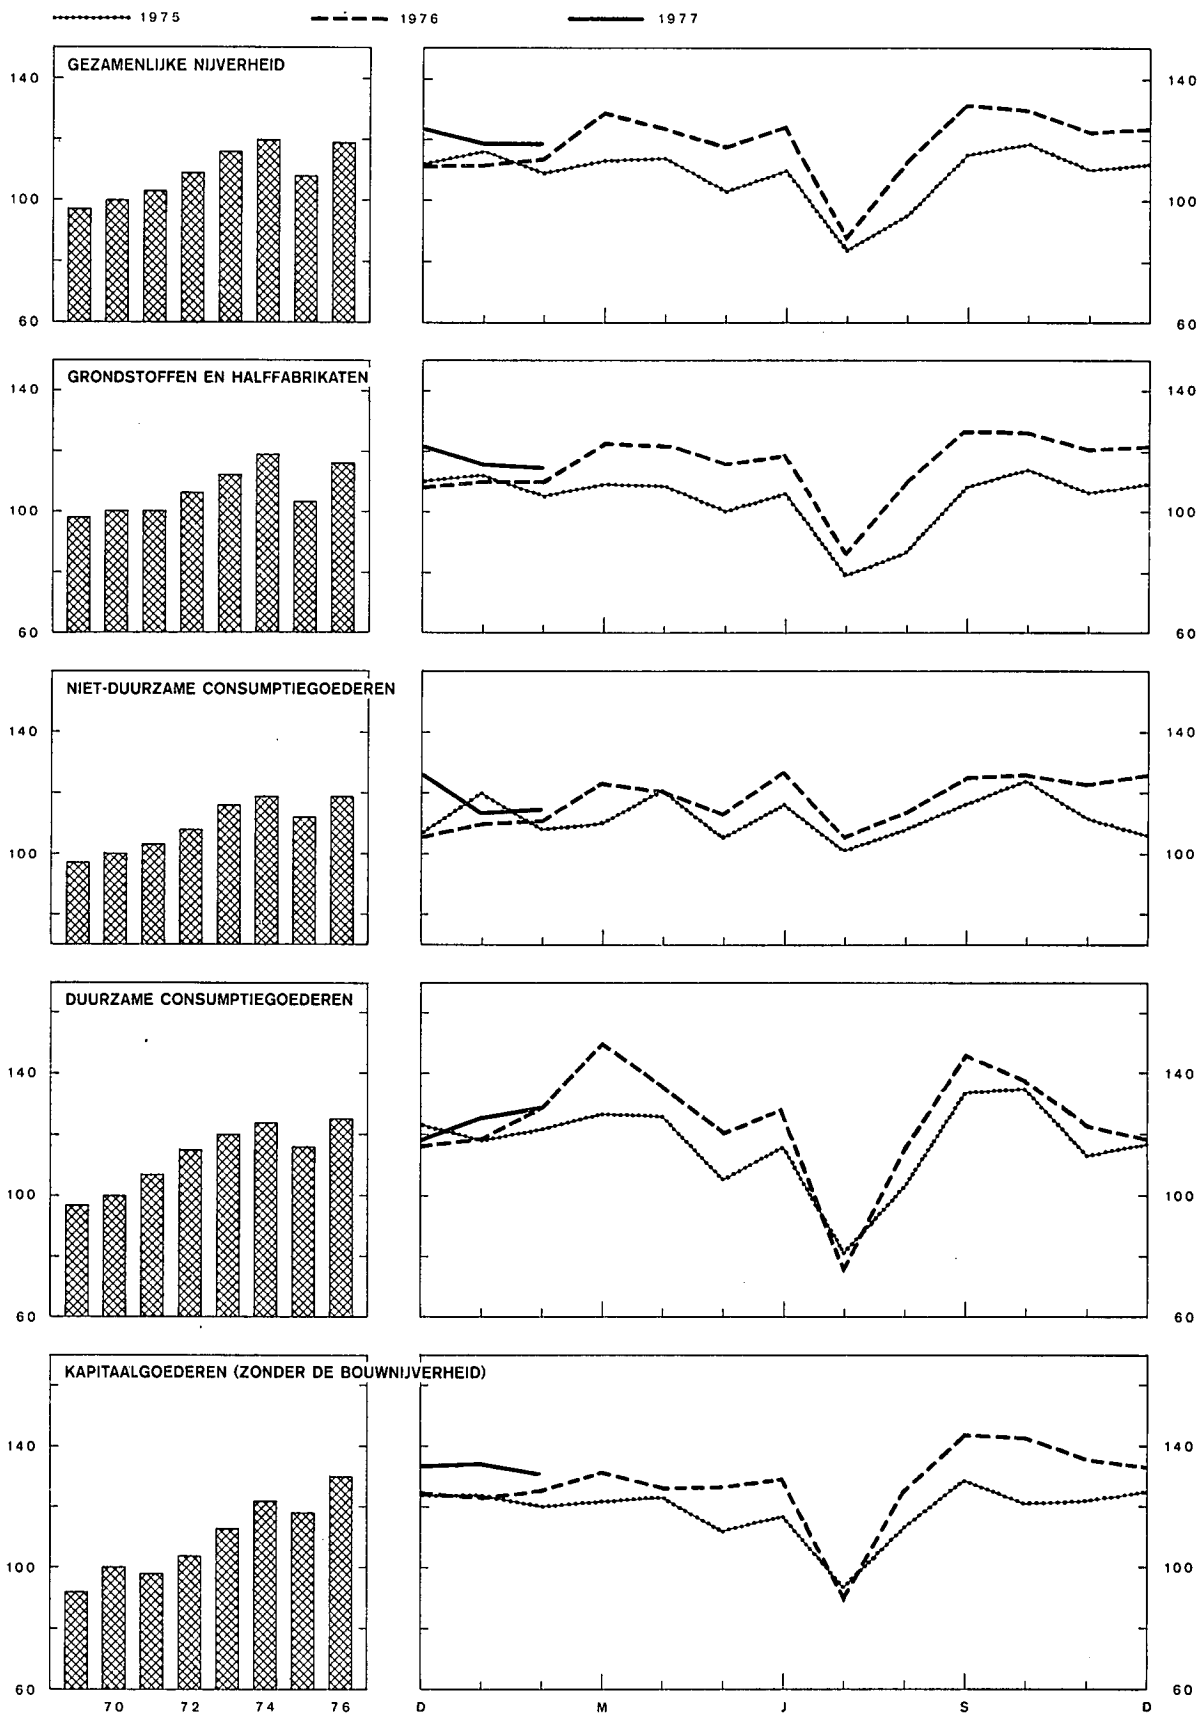 1975 1976 1977
GEZAMENLIJKE NIJVERHEID
140 140
100 100
60 60
GRONDSTOFFEN EN HALFFABRIKATEN
140 140
100 100
60 60
NIET-DUURZAME CONSUMPTIEGOEDEREN
140 140
100 100
DUURZAME CONSUMPTIEGOEDEREN
140 140
100 100
60 60
KAPITAALGOEDEREN (ZONDER DE BOUWNIJVERHEID)
140 140
100 100
60 60
70 72 74 76 D M J S D